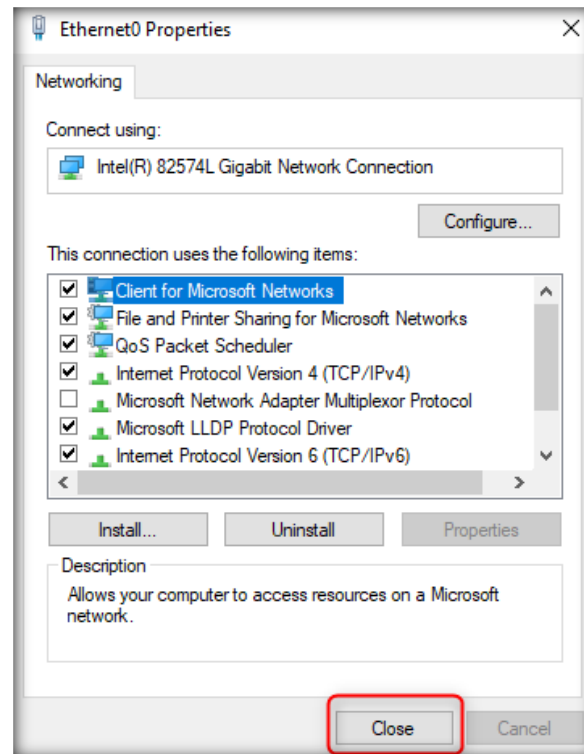 Ethernet0 Properties
Networking
Connect using:
Intel(R) 82574L Gigabit Network Connection
Configure...
This connection uses the following items:
Client for Microsoft Networks
File and Printer Sharing for Microsoft Networks
QoS Packet Scheduler
Internet Protocol Version 4 (TCP/IPv4)
Microsoft Network Adapter Multiplexor Protocol
Microsoft LLDP Protocol Driver
Internet Protocol Version 6 (TCP/IPv6)
Install... Uninstall Properties
Description
Allows your computer to access resources on a Microsoft
network.
Close Cancel